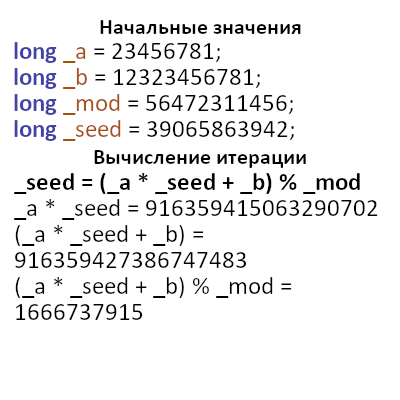 Начальные значения
long _a = 23456781;
long _b = 12323456781;
long _mod = 56472311456;
long _seed = 39065863942;
Вычисление итерации
_seed = (_a * _seed + _b) % _mod
_a * _seed = 916359415063290702
(_a * _seed + _b) =
916359427386747483
(_a * _seed + _b) % _mod =
1666737915